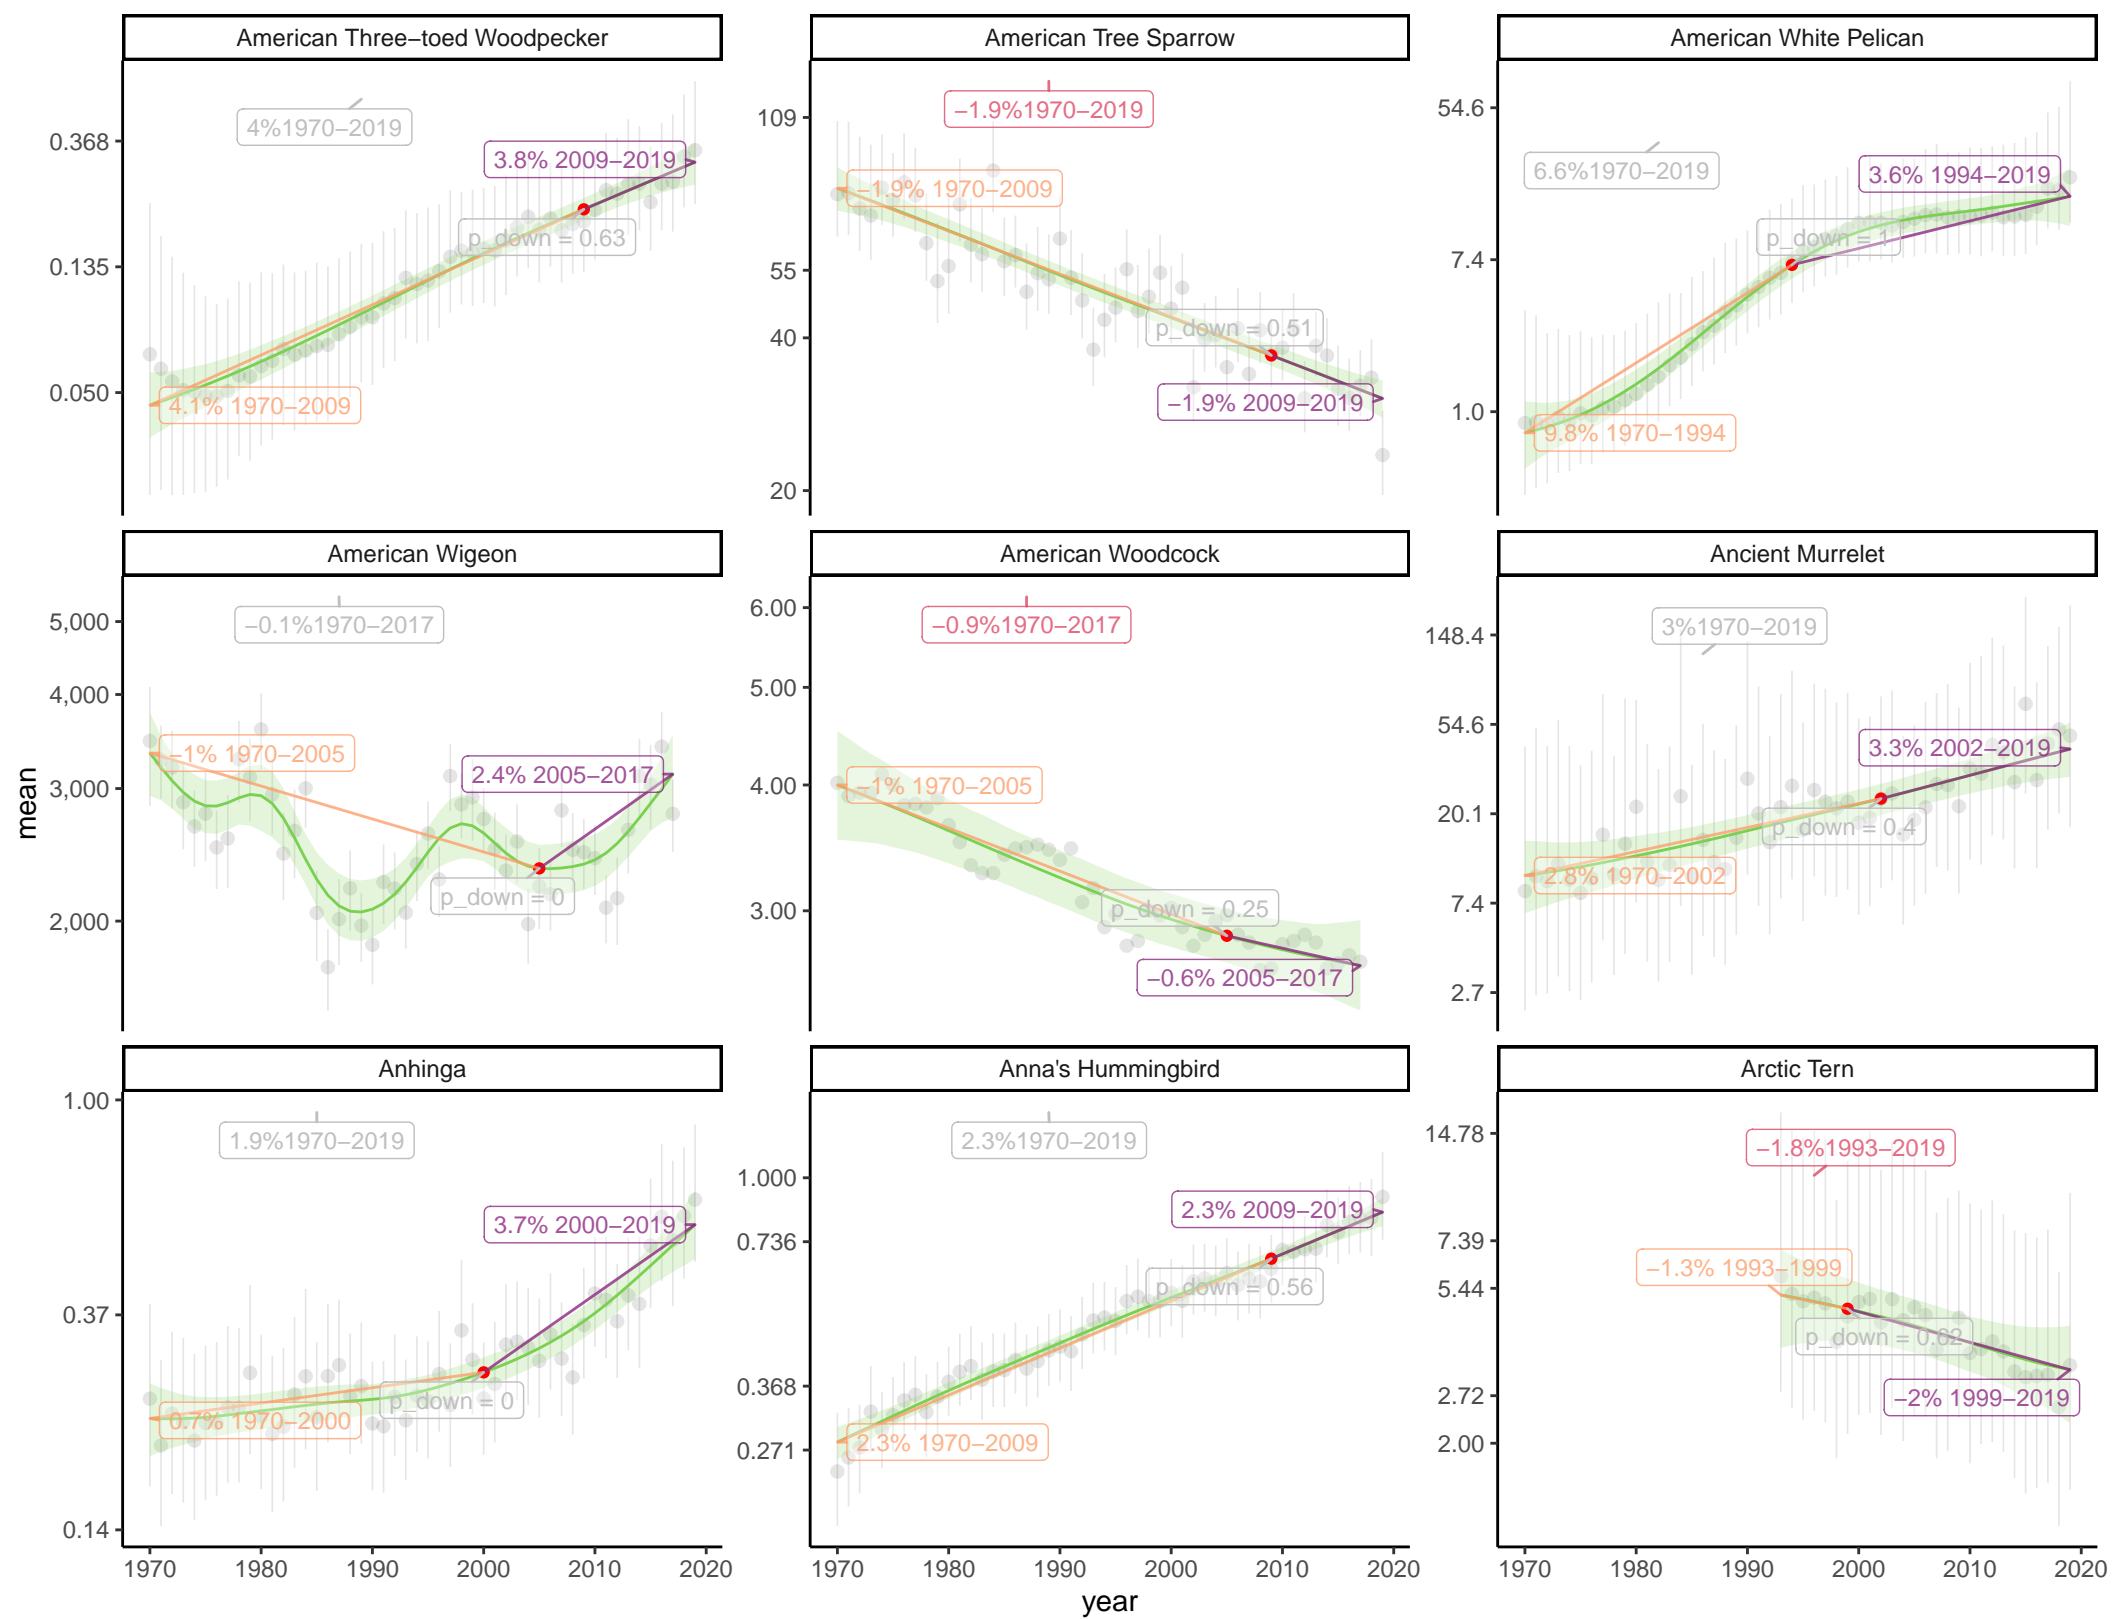 American Three−toed Woodpecker
American Tree Sparrow
American White Pelican
4%1970−2019
3.8% 2009−2019
p_down = 0.63
4.1% 1970−2009
0.368
0.135
0.050
−1.9%1970−2019
−1.9% 1970−2009
p_down = 0.51
−1.9% 2009−2019
109
55
40
20
6.6%1970−2019
3.6% 1994−2019
p_down = 1
9.8% 1970−1994
54.6
7.4
1.0
American Wigeon
American Woodcock
Ancient Murrelet
−0.1%1970−2017
−1% 1970−2005
2.4% 2005−2017
p_down = 0
5,000
4,000
3,000
2,000
−0.9%1970−2017
−1% 1970−2005
p_down = 0.25
−0.6% 2005−2017
6.00
5.00
4.00
3.00
3%1970−2019
3.3% 2002−2019
p_down = 0.4
2.8% 1970−2002
148.4
54.6
20.1
7.4
2.7
Anhinga
Anna's Hummingbird
Arctic Tern
1.9%1970−2019
3.7% 2000−2019
p_down = 0
0.7% 1970−2000
1.00
0.37
0.14
2.3%1970−2019
2.3% 2009−2019
p_down = 0.56
2.3% 1970−2009
1.000
0.736
0.368
0.271
−1.8%1993−2019
−1.3% 1993−1999
p_down = 0.62
−2% 1999−2019
14.78
7.39
5.44
2.72
2.00
1970 1980 1990 2000 2010 2020
1970 1980 1990 2000 2010 2020
1970 1980 1990 2000 2010 2020
year
mean